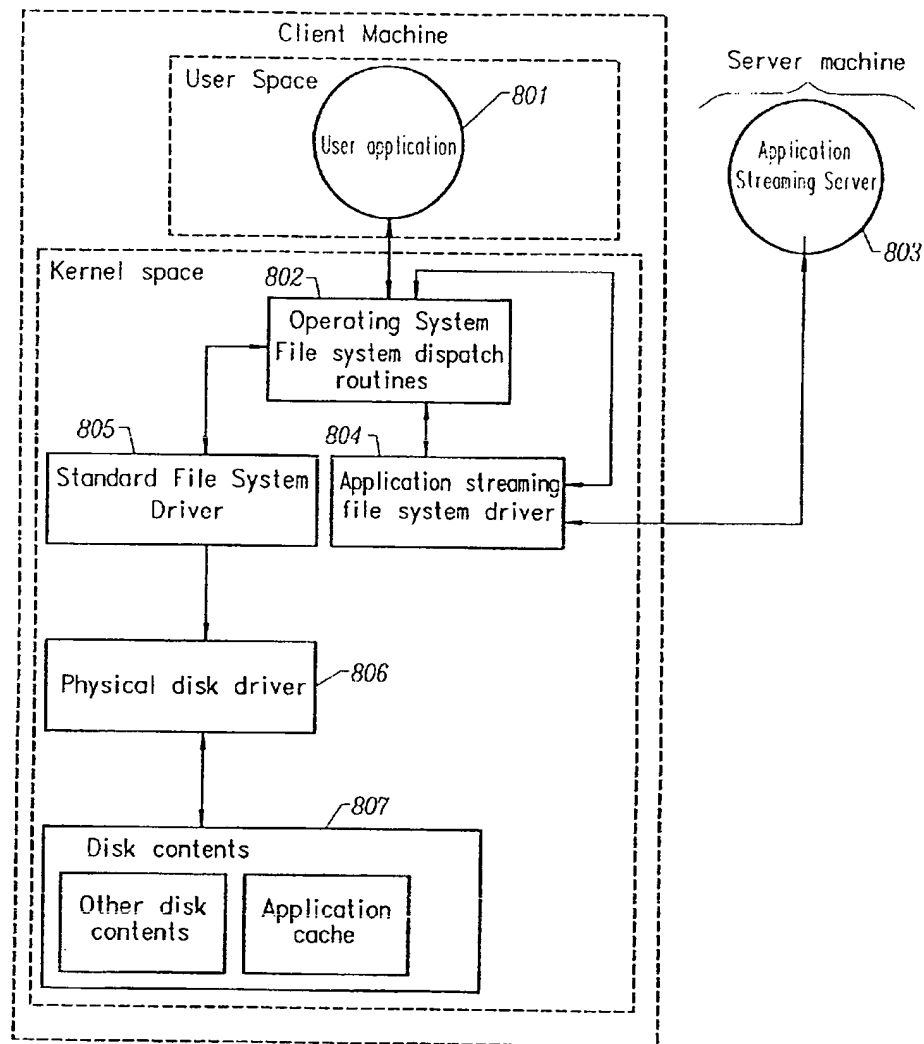 Client Machine
User Space
801
User application
Server machine
Application
Streaming Server
803
Kernel space
802
Operating System
File system dispatch
routines
805
Standard File System
Driver
804
Application streaming
file system driver
Physical disk driver
806
807
Disk contents
Other disk
contents
Application
cache